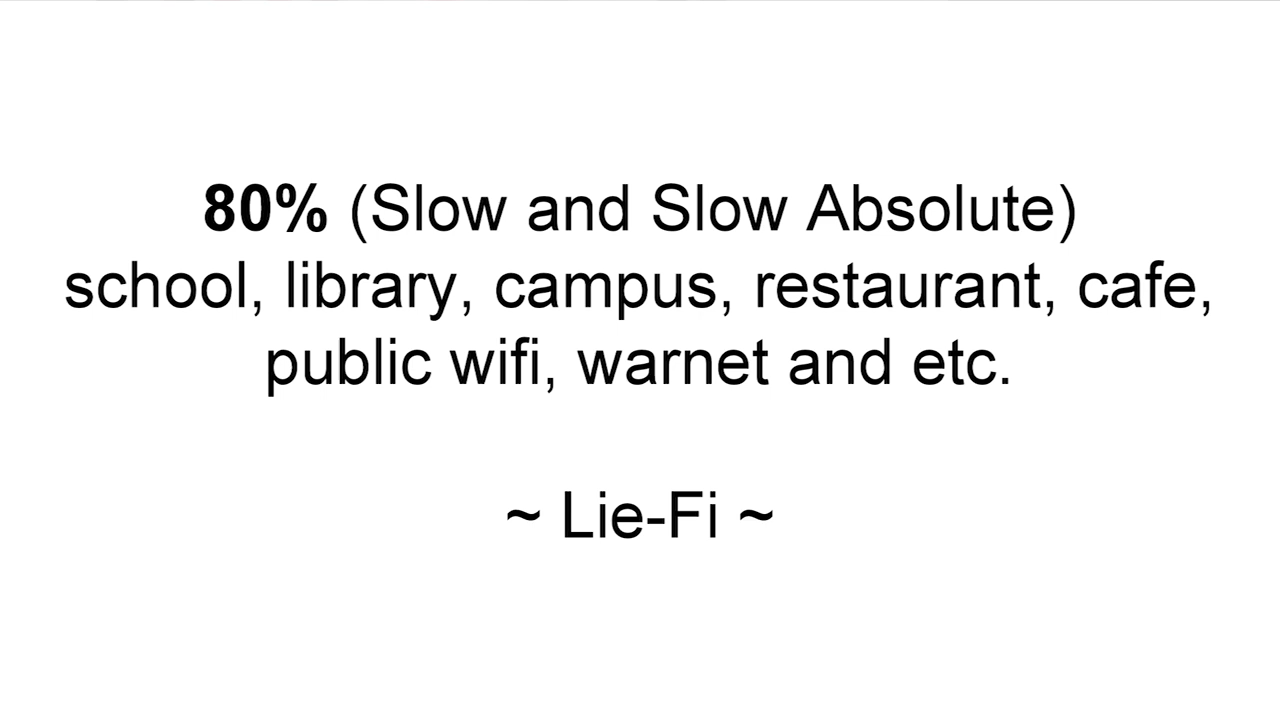 80% (Slow and Slow Absolute)
school, library, campus, restaurant, cafe,
public wifi, warnet and etc.
~ Lie-Fi ~